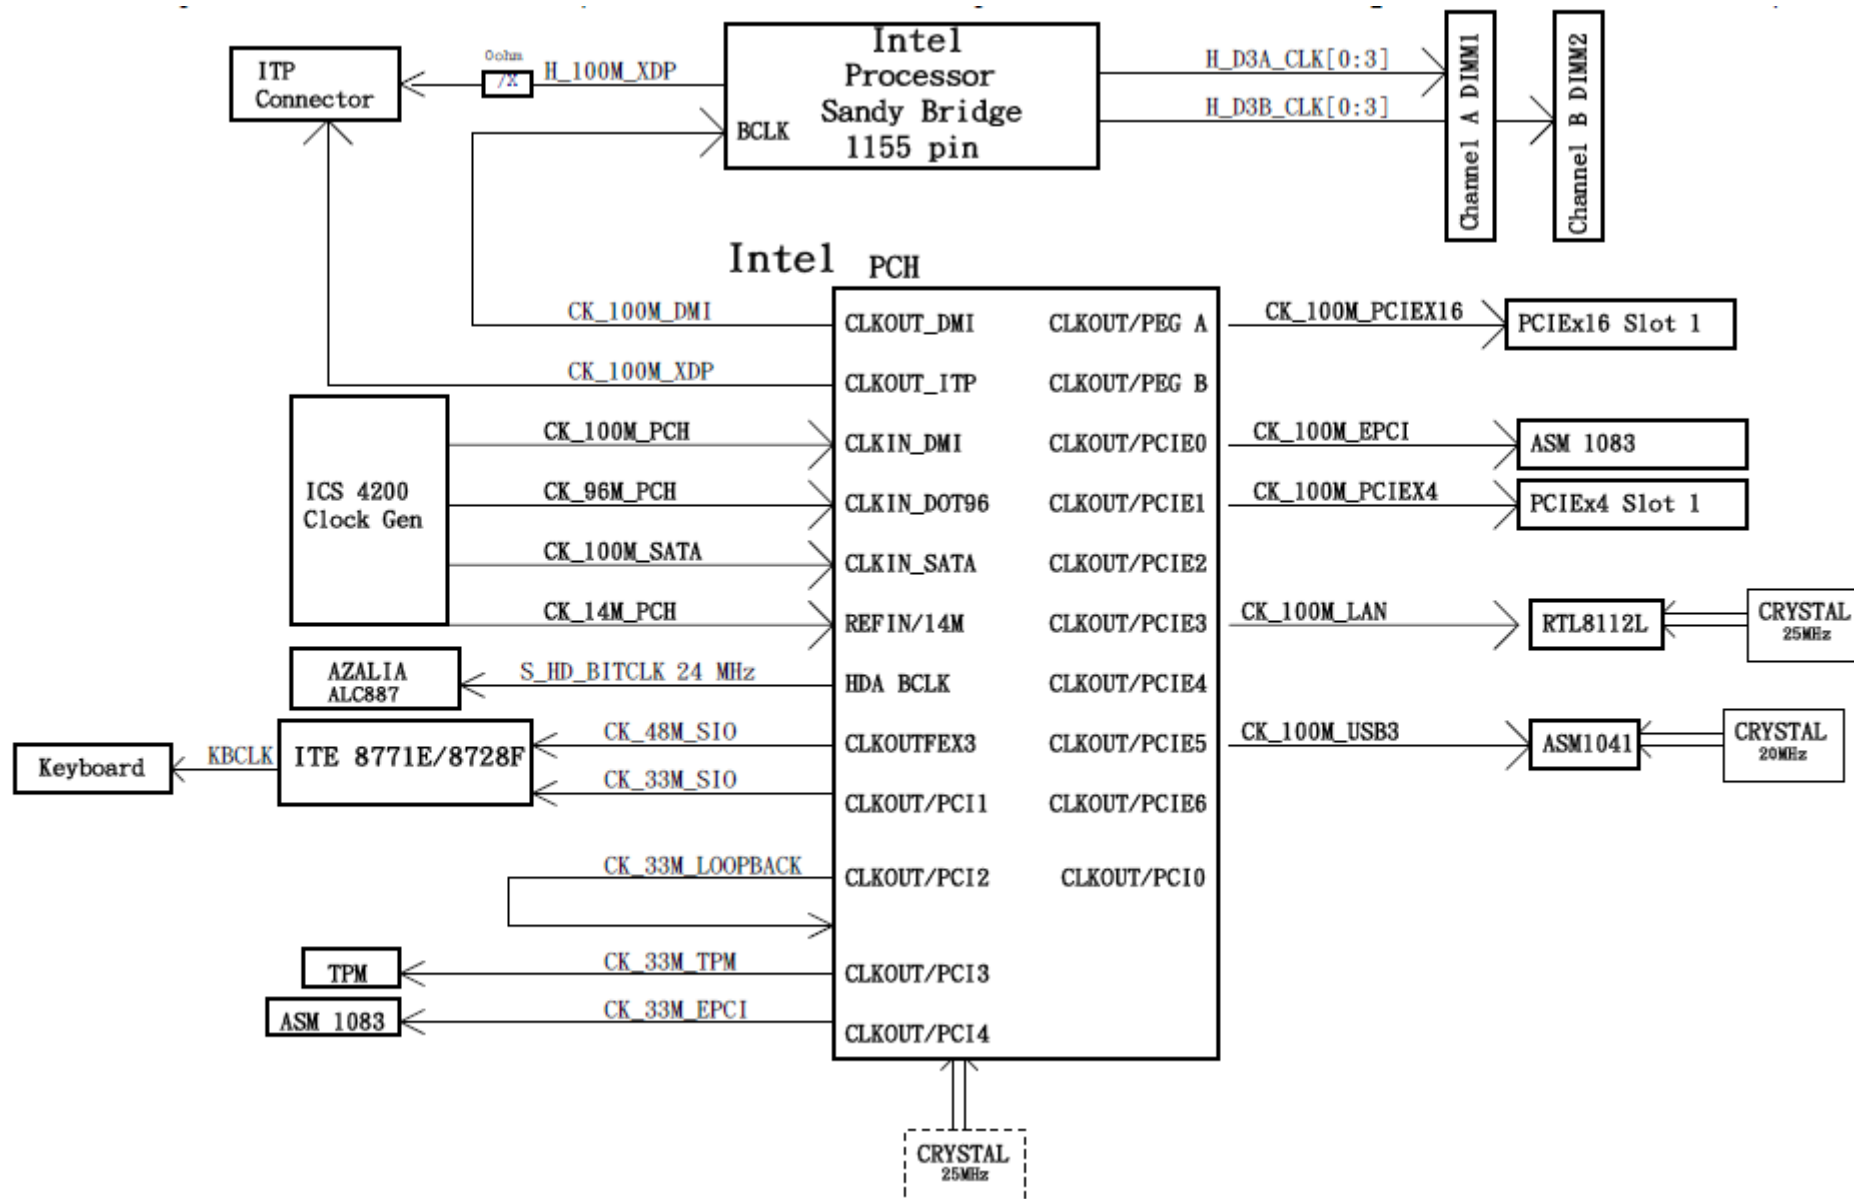 Intel
Processor
Sandy Bridge
1155 pin
BCLK
ITP
Connector
0ohm
/X
H_100M_XDP
H_D3A_CLK[0:3]
H_D3B_CLK[0:3]
Channel A DIMM1
Channel B DIMM2
Intel PCH
CK_100M_DMI
CLKOUT_DMI
CLKOUT/PEG A
CK_100M_PCIEX16
PCIEx16 Slot 1
CK_100M_XDP
CLKOUT_ITP
CLKOUT/PEG B
ICS 4200
Clock Gen
CK_100M_PCH
CLKIN_DMI
CLKOUT/PCIE0
CK_100M_EPCI
ASM 1083
CK_96M_PCH
CLKIN_DOT96
CLKOUT/PCIE1
CK_100M_PCIEX4
PCIEx4 Slot 1
CK_100M_SATA
CLKIN_SATA
CLKOUT/PCIE2
CK_14M_PCH
REFIN/14M
CLKOUT/PCIE3
CK_100M_LAN
RTL8112L
CRYSTAL
25MHz
AZALIA
ALC887
S_HD_BITCLK 24 MHz
HDA BCLK
CLKOUT/PCIE4
Keyboard
KBCLK
ITE 8771E/8728F
CK_48M_SIO
CLKOUTFEX3
CLKOUT/PCIE5
CK_100M_USB3
ASM1041
CRYSTAL
20MHz
CK_33M_SIO
CLKOUT/PCI1
CLKOUT/PCIE6
CK_33M_LOOPBACK
CLKOUT/PCI2
CLKOUT/PCI0
TPM
CK_33M_TPM
CLKOUT/PCI3
ASM 1083
CK_33M_EPCI
CLKOUT/PCI4
CRYSTAL
25MHz